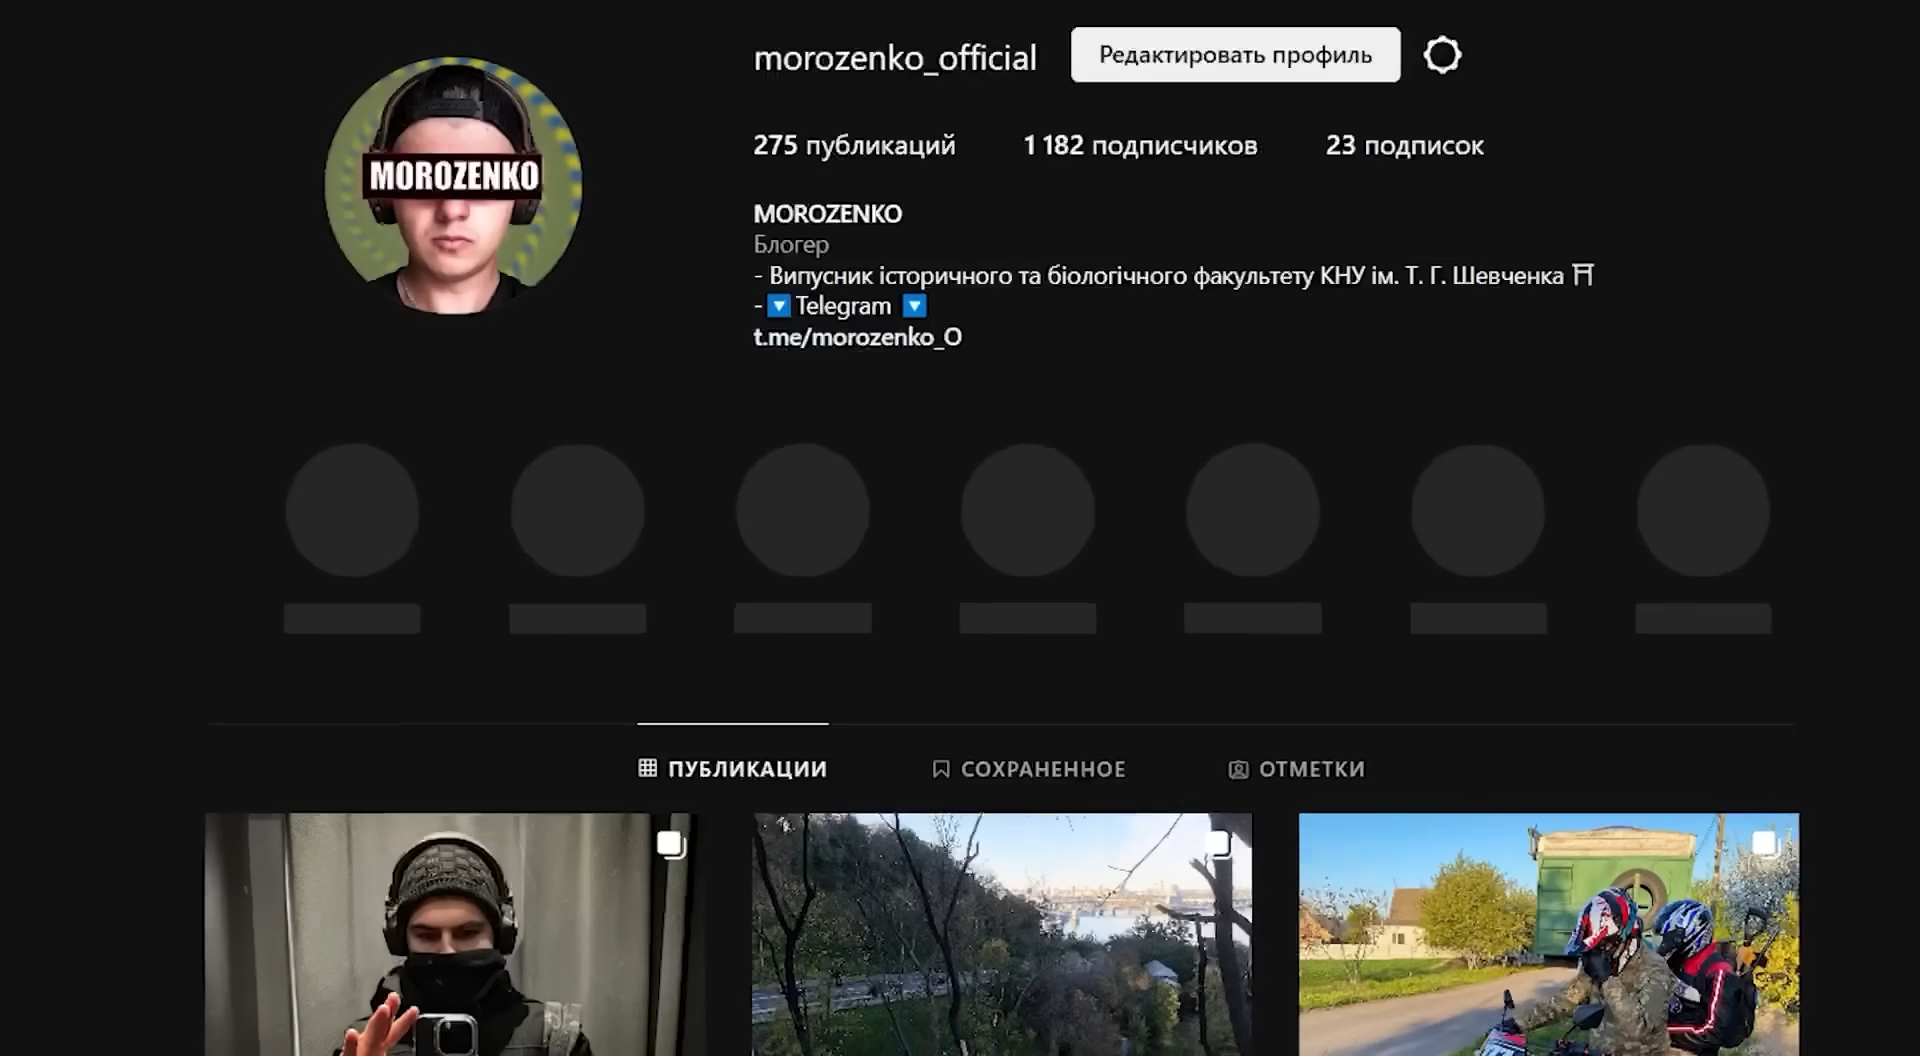 morozenko_official
Редактировать профиль
MOROZENKO
275 публикаций
1 182 подписчиков
23 подписок
MOROZENKO
Блогер
- Випусник історичного та біологічного факультету КНУ ім. Т. Г. Шевченка ⛩
- 🔽 Telegram 🔽
t.me/morozenko_O
ПУБЛИКАЦИИ
СОХРАНЕННОЕ
ОТМЕТКИ